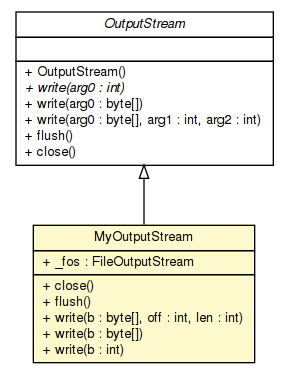 OutputStream
+ OutputStream()
+ write(arg0 : int)
+ write(arg0 : byte[])
+ write(arg0 : byte[], arg1 : int, arg2 : int)
+ flush()
+ close()
MyOutputStream
+ _fos : FileOutputStream
+ close()
+ flush()
+ write(b : byte[], off : int, len : int)
+ write(b : byte[])
+ write(b : int)